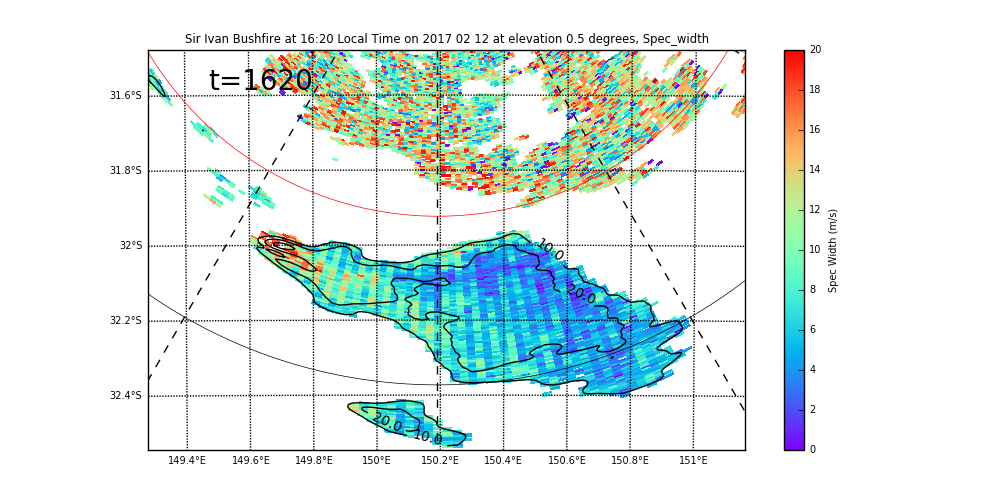 Sir Ivan Bushfire at 16:20 Local Time on 2017 02 12 at elevation 0.5 degrees, Spec_width
t=1620
31.6°S
31.8°S
32°S
32.2°S
32.4°S
10.0
20.0
20.0
10.0
149.4°E 149.6°E 149.8°E 150°E 150.2°E 150.4°E 150.6°E 150.8°E 151°E
20
18
16
14
12
10
8
6
4
2
0
Spec Width (m/s)